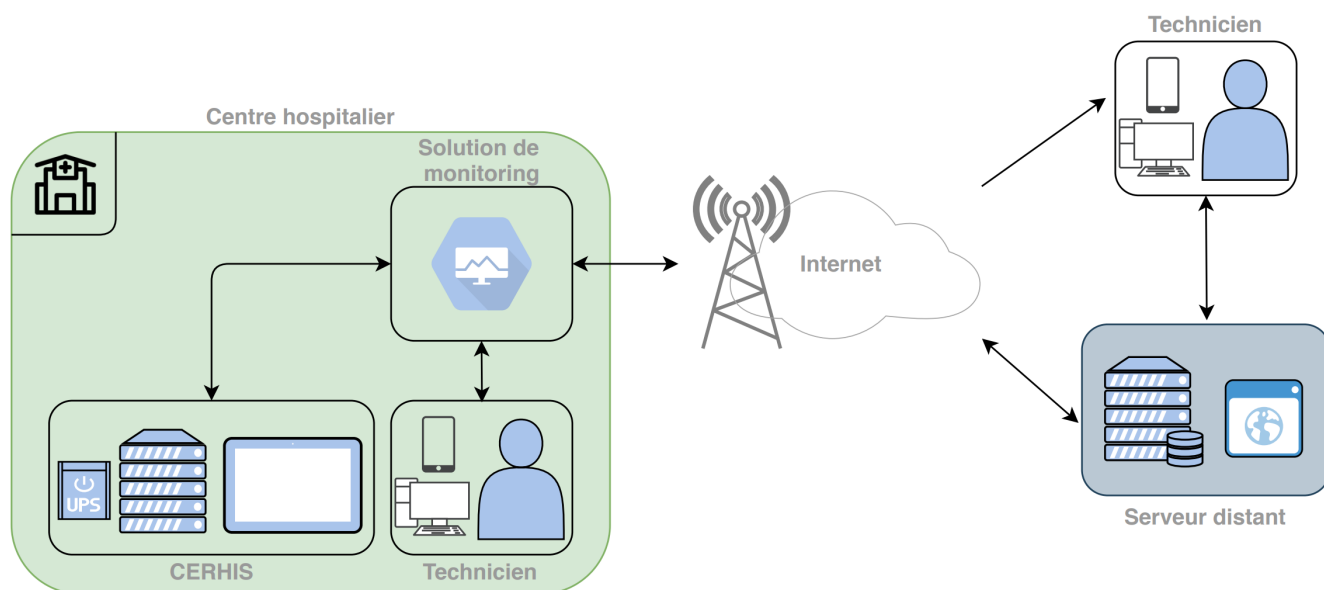 Technicien
Centre hospitalier
Solution de
monitoring
Internet
UPS
CERHIS
Technicien
Serveur distant